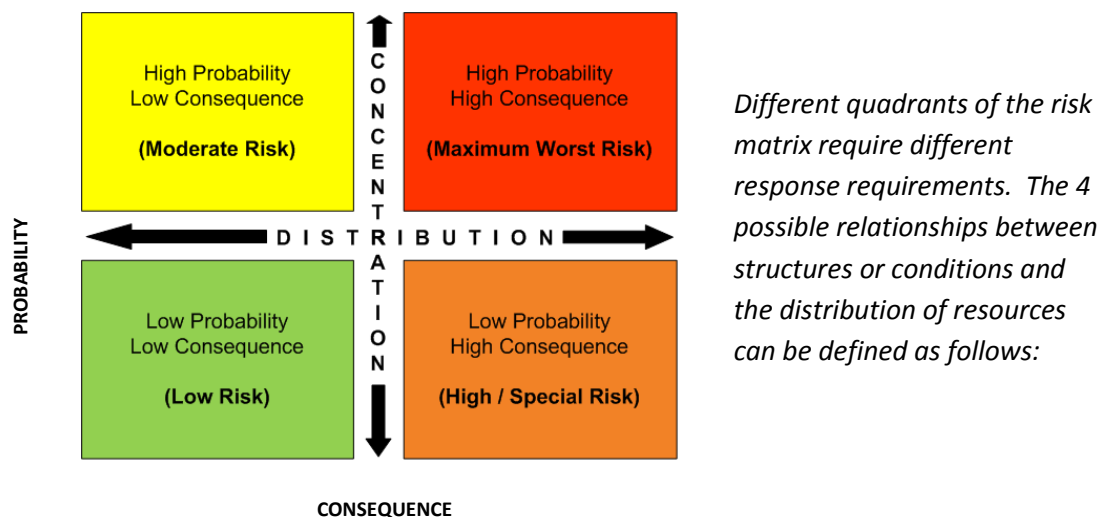 High Probability
Low Consequence
(Moderate Risk)
High Probability
High Consequence
(Maximum Worst Risk)
CONCENTRATION
DISTRIBUTION
PROBABILITY
Low Probability
Low Consequence
(Low Risk)
Low Probability
High Consequence
(High / Special Risk)
CONSEQUENCE
Different quadrants of the risk
matrix require different
response requirements.  The 4
possible relationships between
structures or conditions and
the distribution of resources
can be defined as follows: